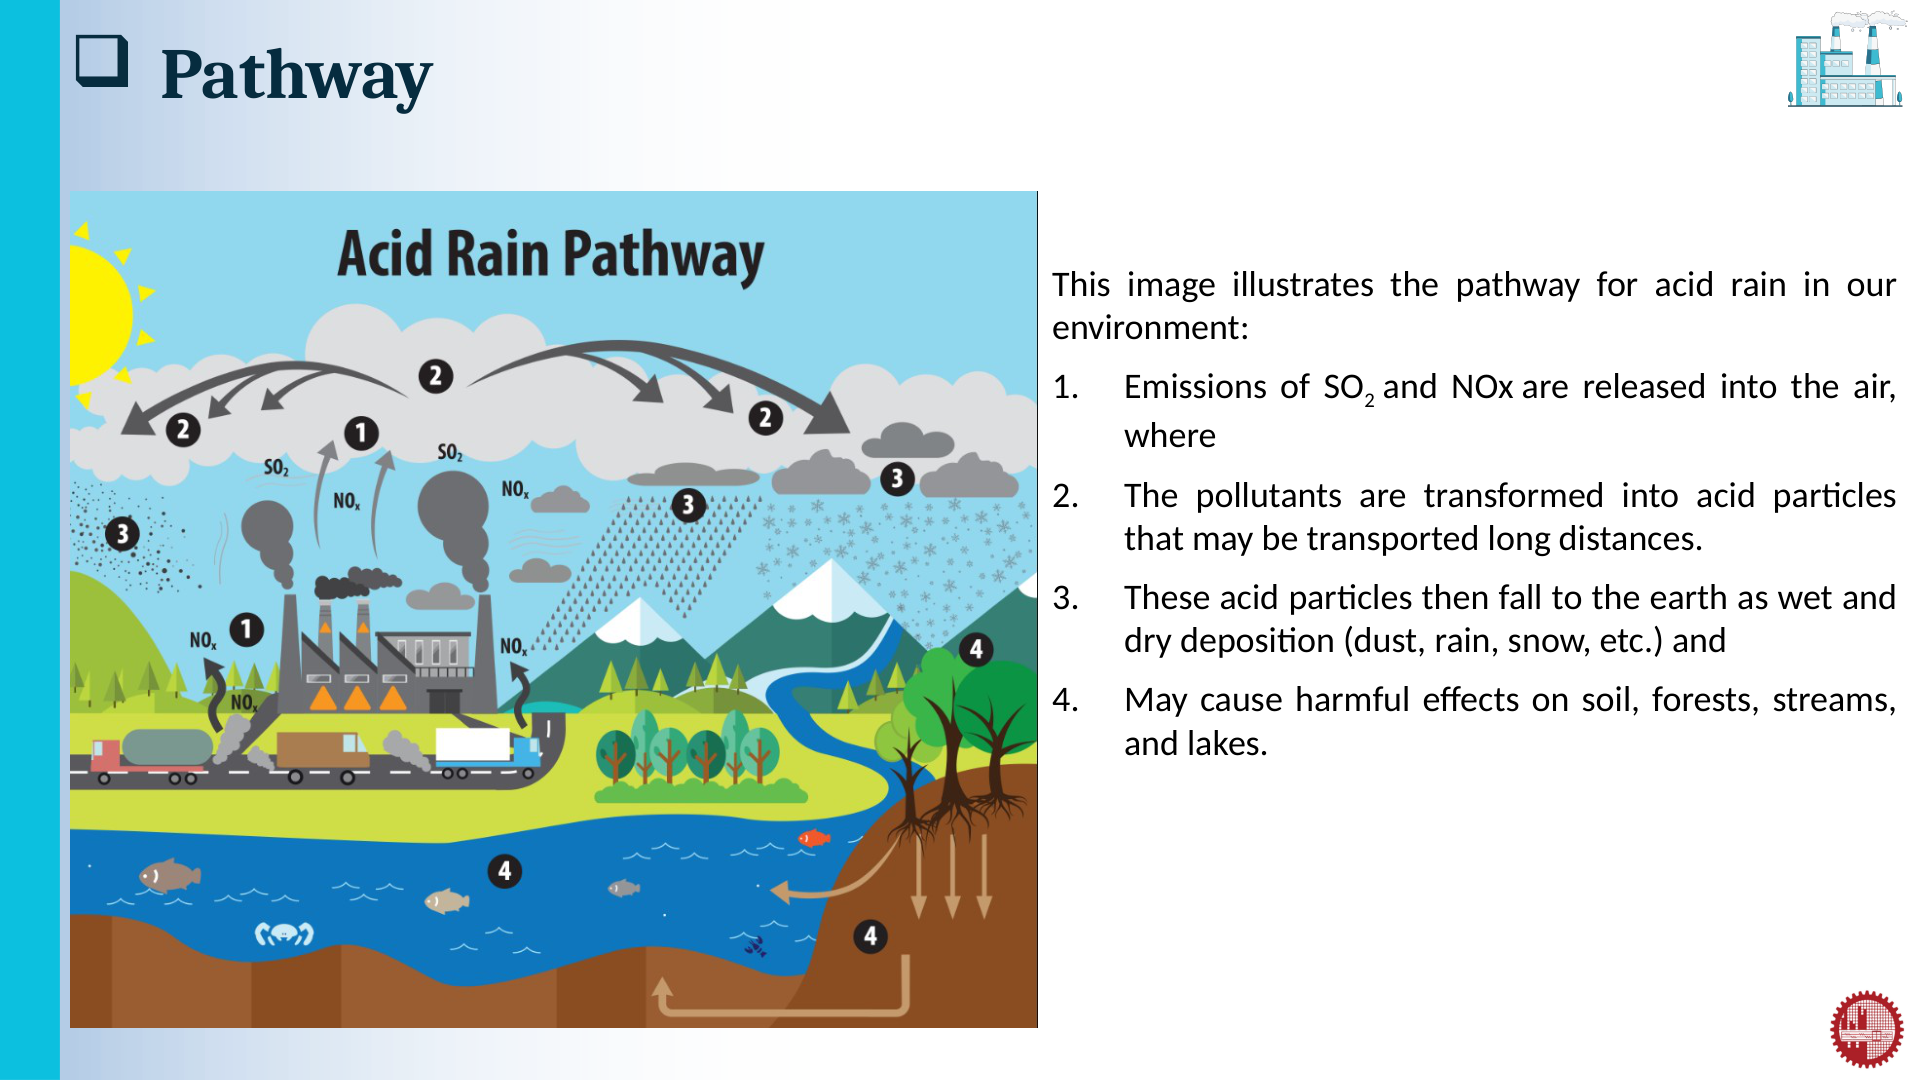 ❑ Pathway
Acid Rain Pathway
2
2
1
2
SO₂
SO₂
NOₓ
NOₓ
3
3
3
NOₓ
1
NOₓ
4
NOₓ
4
4
This image illustrates the pathway for acid rain in our
environment:
1. Emissions of SO₂ and NOx are released into the air,
where
2. The pollutants are transformed into acid particles
that may be transported long distances.
3. These acid particles then fall to the earth as wet and
dry deposition (dust, rain, snow, etc.) and
4. May cause harmful effects on soil, forests, streams,
and lakes.